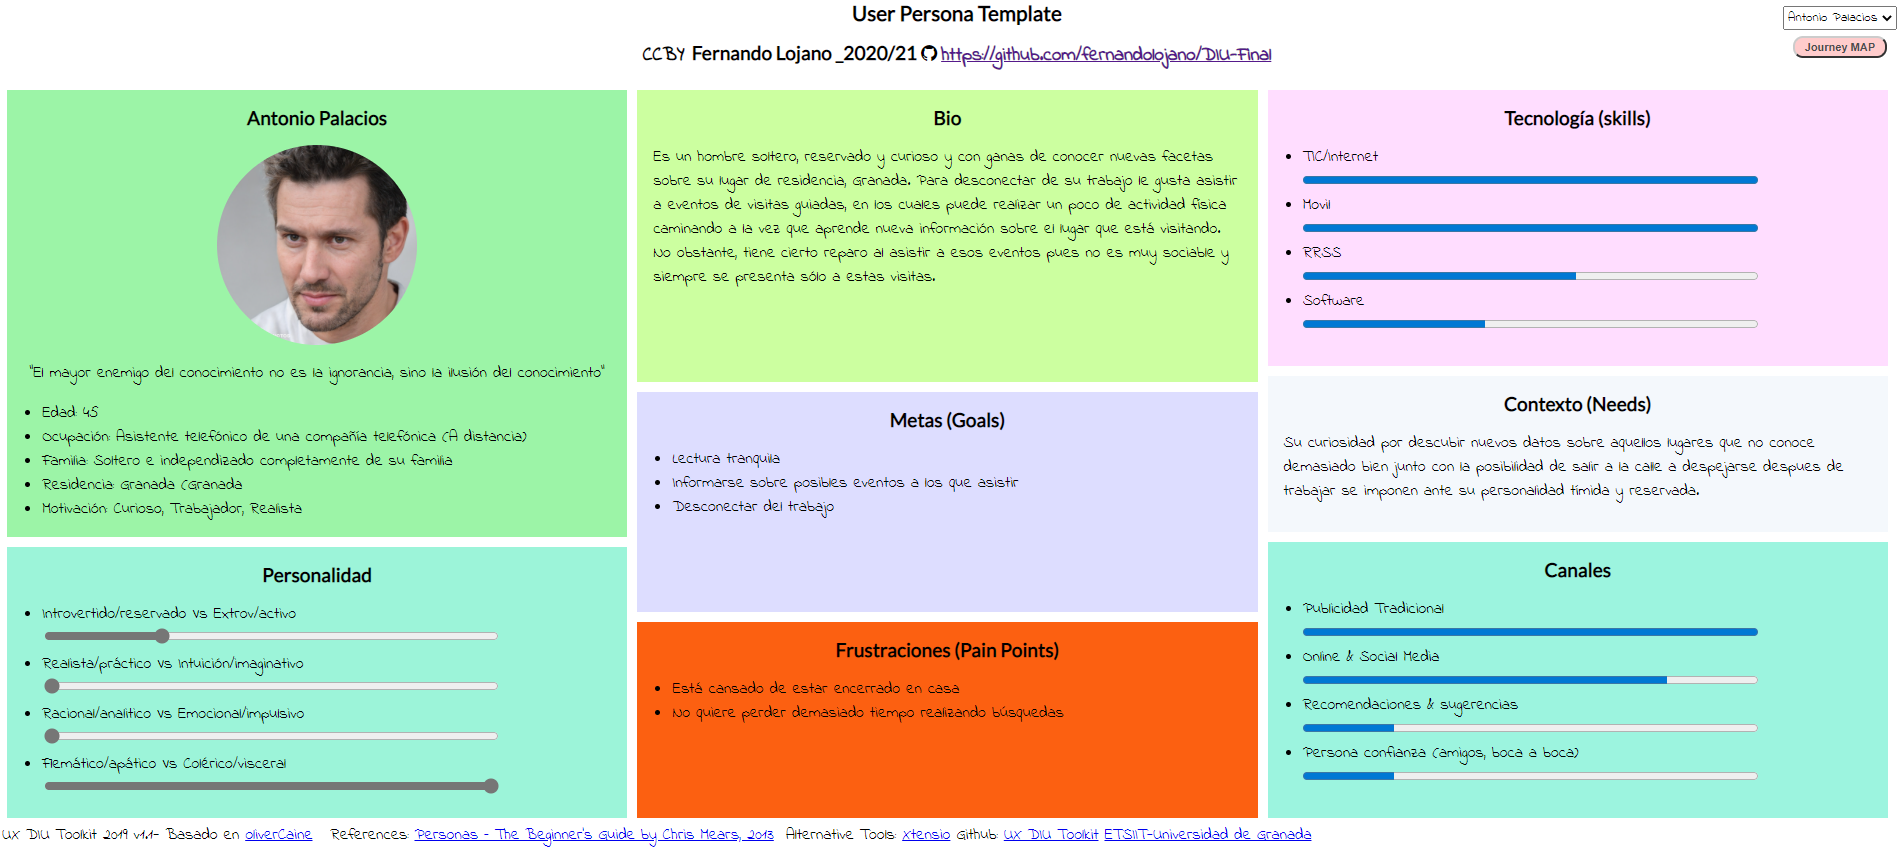 User Persona Template
Antonio Palacios
CCBY Fernando Lojano _2020/21 https://github.com/fernandolojano/DIU-Final
Journey MAP
Antonio Palacios
"El mayor enemigo del conocimiento no es la ignorancia, sino la ilusión del conocimiento"
Edad: 45
Ocupación: Asistente telefónico de una compañía telefónica (A distancia)
Familia: Soltero e independizado completamente de su familia
Residencia: Granada (Granada
Motivación: Curioso, Trabajador, Realista
Personalidad
Introvertido/reservado Vs Extrov/activo
Realista/práctico Vs Intuición/imaginativo
Racional/analitico Vs Emocional/impulsivo
Flemático/apático Vs Colérico/visceral
Bio
Es un hombre soltero, reservado y curioso y con ganas de conocer nuevas facetas
sobre su lugar de residencia, Granada. Para desconectar de su trabajo le gusta asistir
a eventos de visitas guiadas, en los cuales puede realizar un poco de actividad física
caminando a la vez que aprende nueva información sobre el lugar que está visitando.
No obstante, tiene cierto reparo al asistir a esos eventos pues no es muy sociable y
siempre se presenta sólo a estas visitas.
Metas (Goals)
Lectura tranquila
Informarse sobre posibles eventos a los que asistir
Desconectar del trabajo
Frustraciones (Pain Points)
Está cansado de estar encerrado en casa
No quiere perder demasiado tiempo realizando búsquedas
Tecnología (skills)
TIC/Internet
Movil
RRSS
Software
Contexto (Needs)
Su curiosidad por descubir nuevos datos sobre aquellos lugares que no conoce
demasiado bien junto con la posibilidad de salir a la calle a despejarse despues de
trabajar se imponen ante su personalidad tímida y reservada.
Canales
Publicidad Tradicional
Online & Social Media
Recomendaciones & sugerencias
Persona confianza (amigos, boca a boca)
UX DIU Toolkit 2019 v1.1- Basado en oliverCaine References: Personas - The Beginner's Guide by Chris Mears, 2013 Alternative Tools: Xtensio Github: UX DIU Toolkit ETSIIT-Universidad de Granada